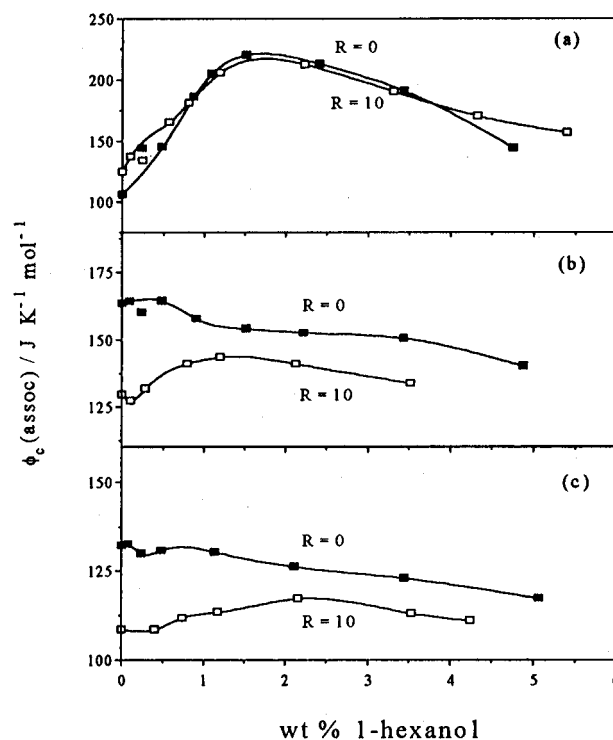 250
200
150
100
(a)
R = 0
R = 10
175
150
125
(b)
R = 0
R = 10
150
125
100
(c)
R = 0
R = 10
0 1 2 3 4 5 6
ϕc (assoc) / J K⁻¹ mol⁻¹
wt % 1-hexanol